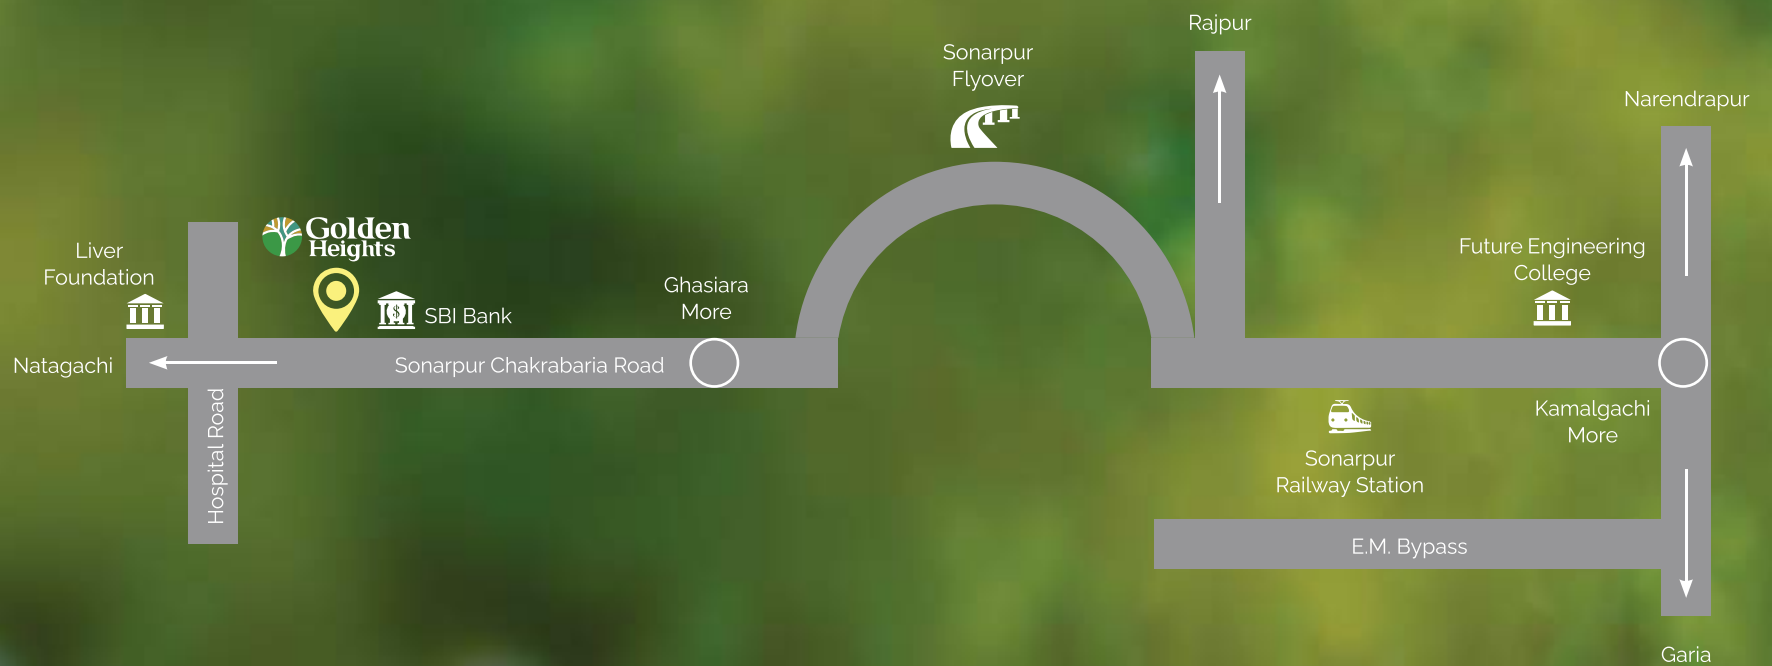 Rajpur
Sonarpur
Flyover
Narendrapur
Golden
Heights
Liver
Foundation
Future Engineering
College
Ghasiara
More
SBI Bank
Natagachi
Sonarpur Chakrabaria Road
Hospital Road
Kamalgachi
More
Sonarpur
Railway Station
E.M. Bypass
Garia